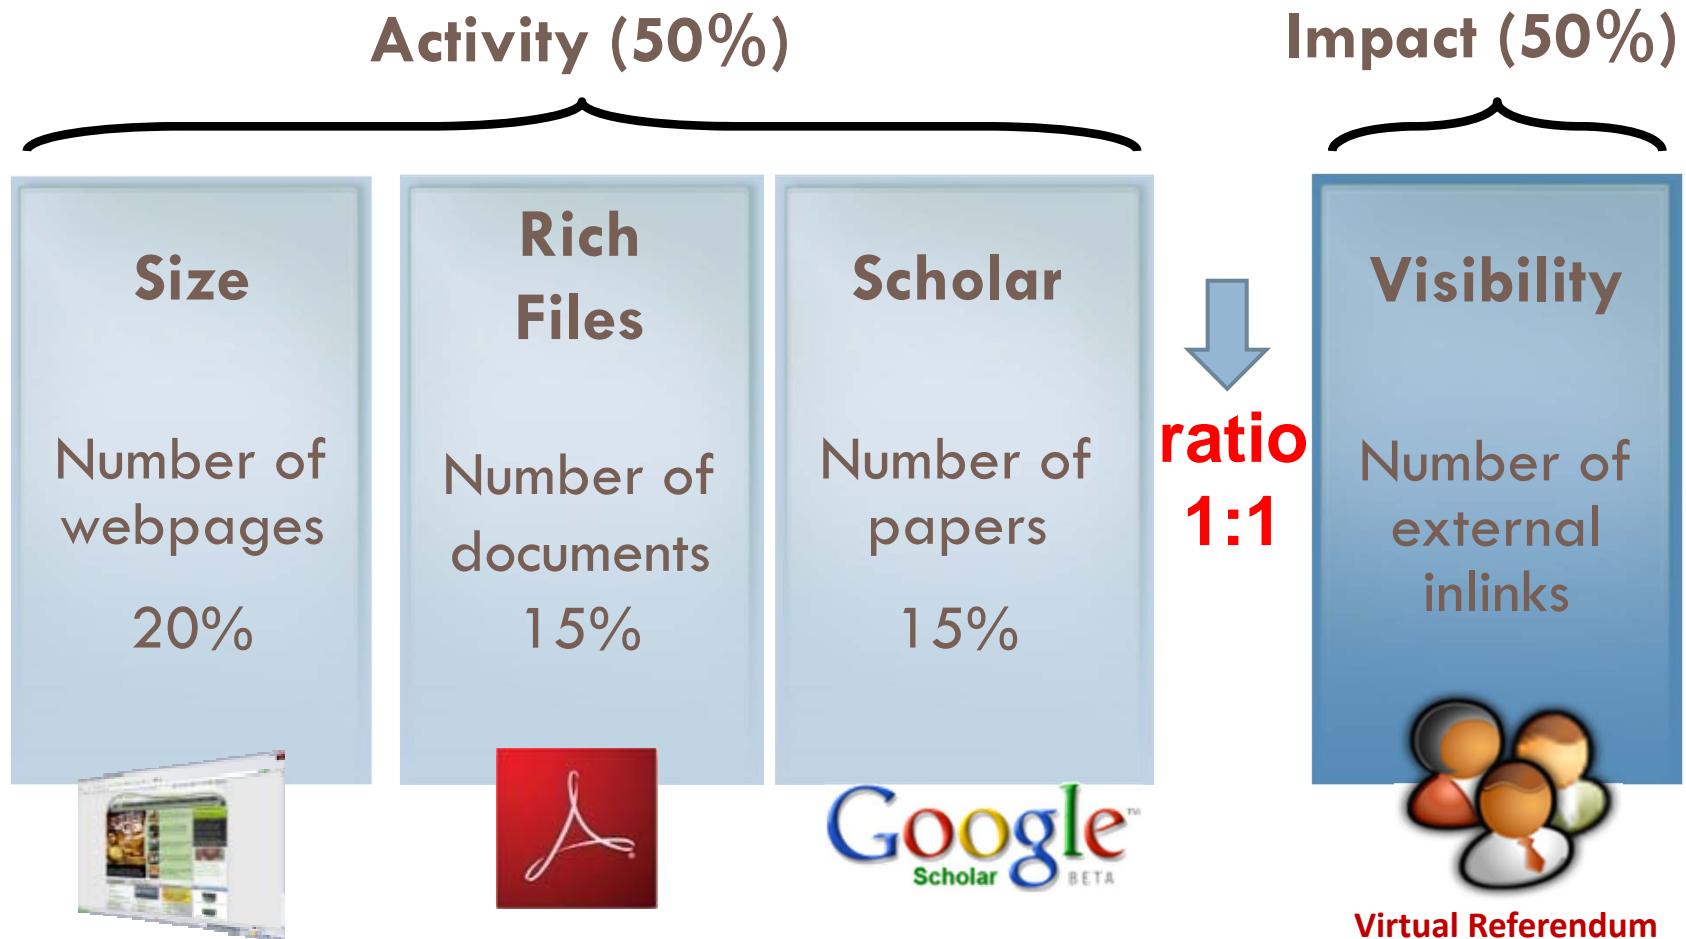 Activity (50%)
Impact (50%)
Size
Number of
webpages
20%
Rich
Files
Number of
documents
15%
Scholar
Number of
papers
15%
ratio
1:1
Visibility
Number of
external
inlinks
Google™
Scholar BETA
Virtual Referendum